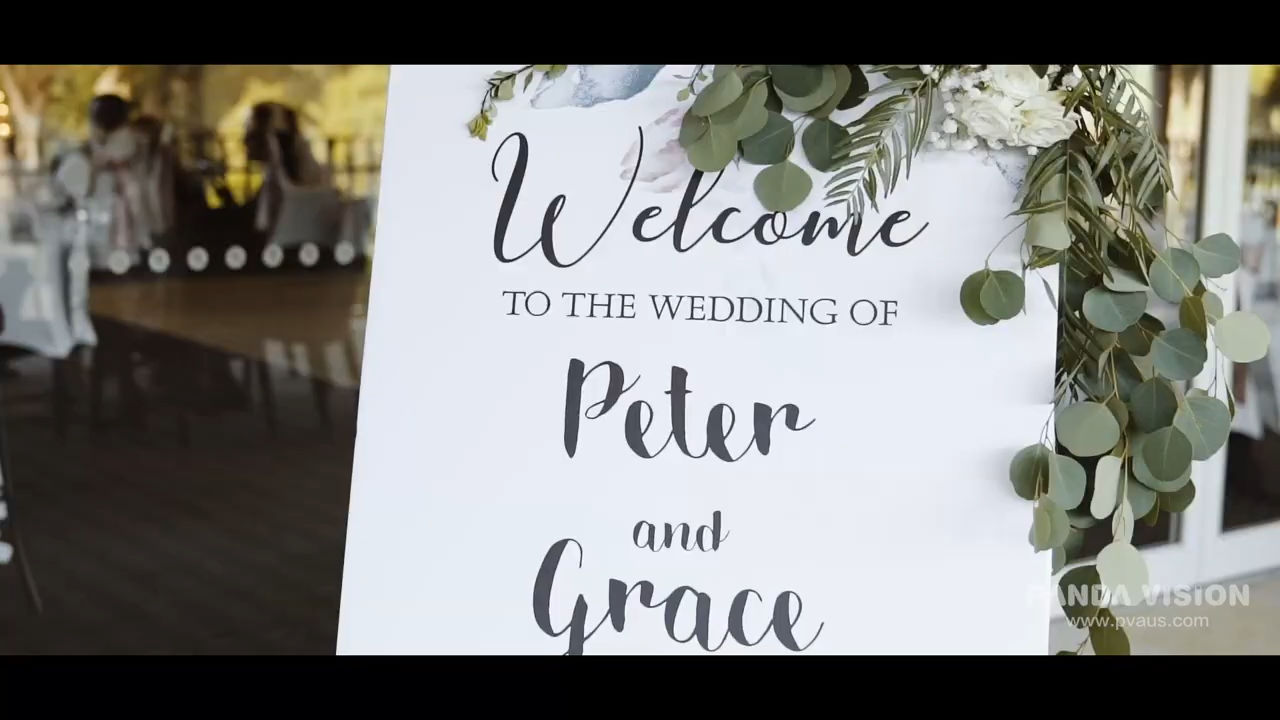 Welcome
TO THE WEDDING OF
Peter
and
Grace
PANDA VISION
www.pvaus.com